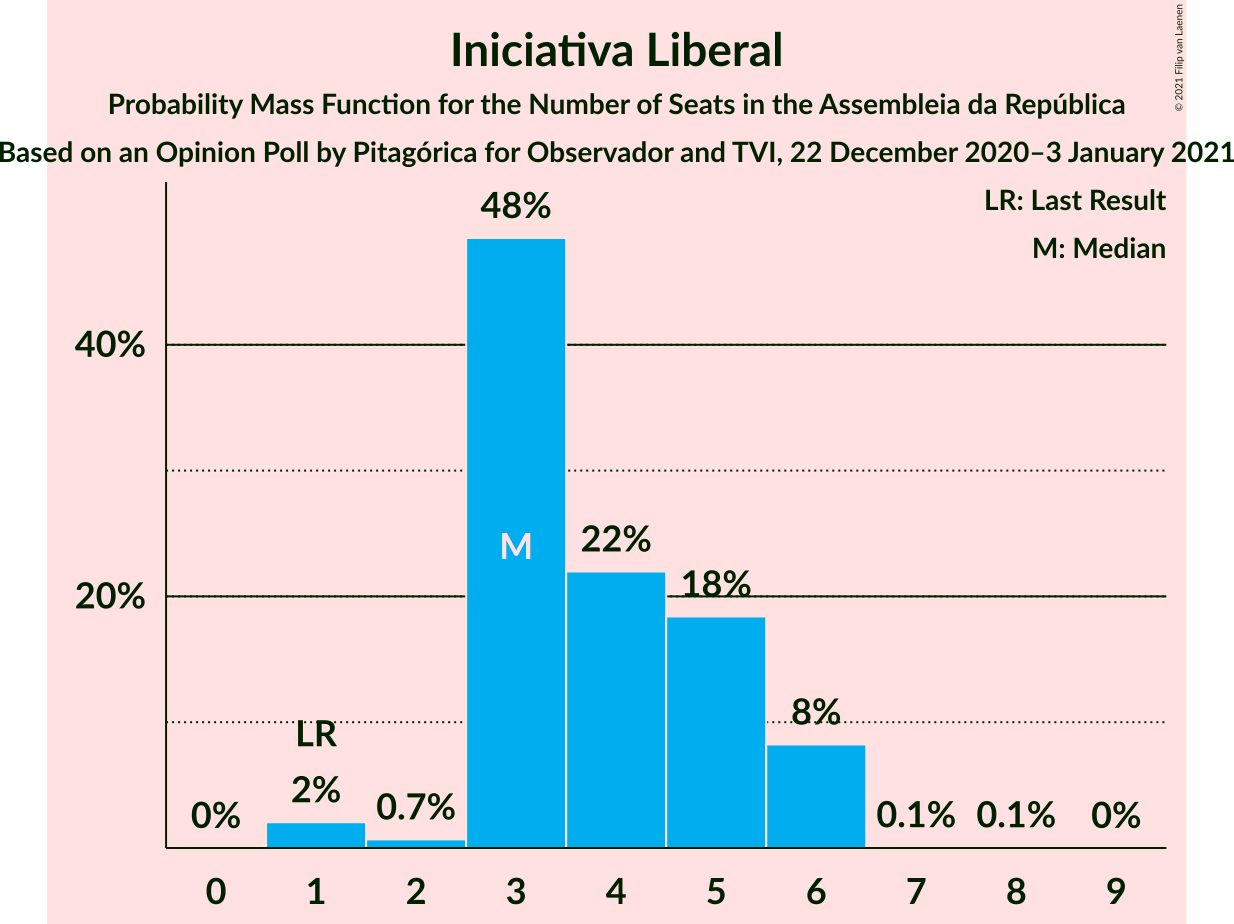 Iniciativa Liberal
Probability Mass Function for the Number of Seats in the Assembleia da República
Based on an Opinion Poll by Pitagórica for Observador and TVI, 22 December 2020–3 January 2021
© 2021 Filip van Laenen
LR: Last Result
M: Median
48%
40%
M
22%
20%
18%
LR
8%
0%
2%
0.7%
0.1%
0.1%
0%
0 1 2 3 4 5 6 7 8 9